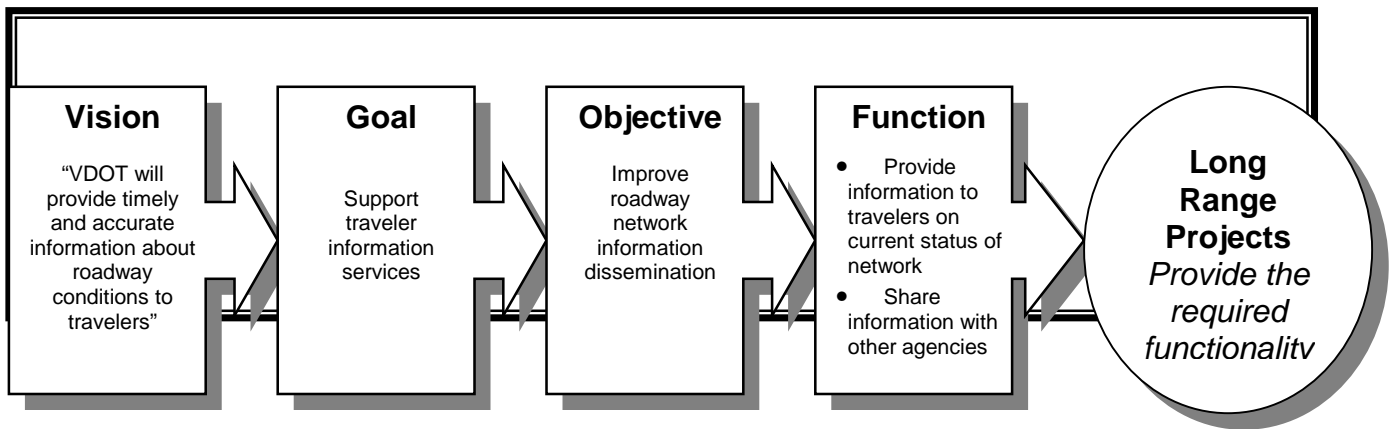 Vision
“VDOT will
provide timely
and accurate
information about
roadway
conditions to
travelers”
Goal
Support
traveler
information
services
Objective
Improve
roadway
network
information
dissemination
Function
• Provide
information to
travelers on
current status of
network
• Share
information with
other agencies
Long
Range
Projects
Provide the
required
functionality